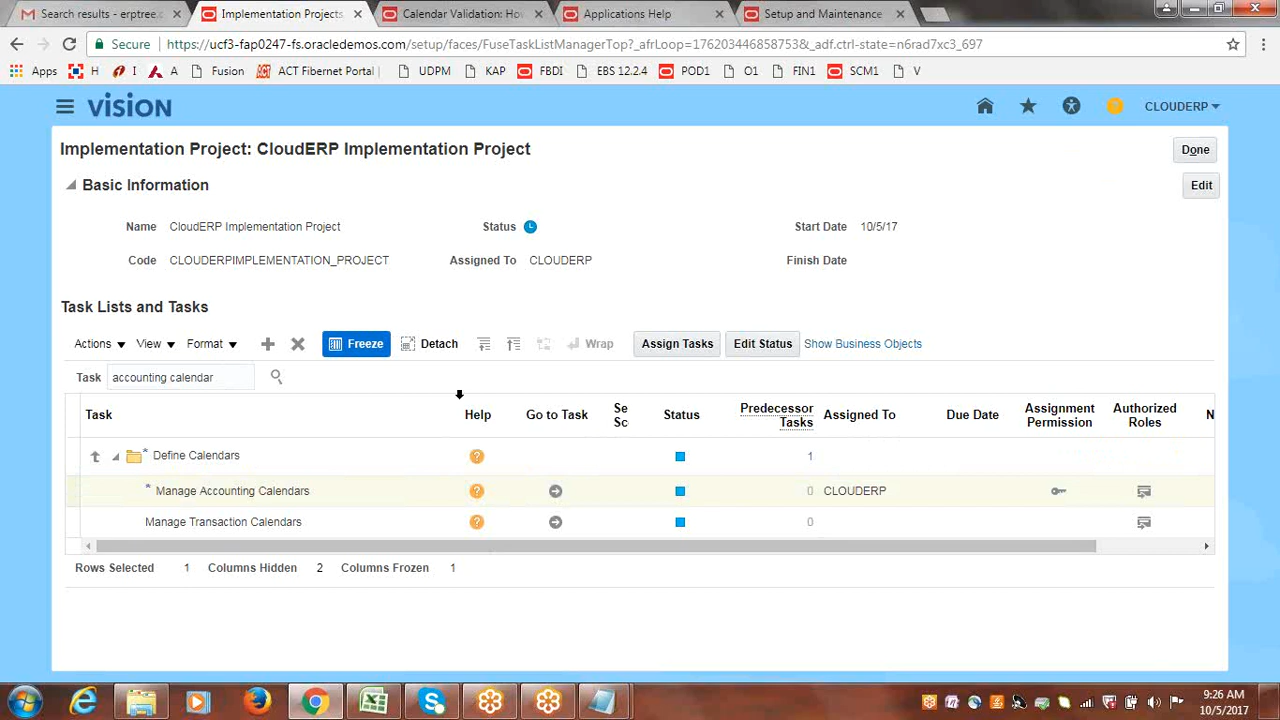 Search results - erptree.c
Implementation Projects
Calendar Validation: Ho
Applications Help
Setup and Maintenance
Secure
https://ucf3-fap0247-fs.oracledemos.com/setup/faces/FuseTaskListManagerTop?_afrLoop=1762034468587538&_adf.ctrl-state=n6rad7xc3_697
Apps H I A Fusion ACT Fibernet Portal UDPM KAP FBDI EBS 12.2.4 POD1 O1 FIN1 SCM1 V
VISION
CLOUDERP
Implementation Project: CloudERP Implementation Project
Done
Basic Information
Edit
Name CloudERP Implementation Project Status Start Date 10/5/17
Code CLOUDERPIMPLEMENTATION_PROJECT Assigned To CLOUDERP Finish Date
Task Lists and Tasks
Actions View Format Freeze Detach Wrap Assign Tasks Edit Status Show Business Objects
Task accounting calendar
Task Help Go to Task Se Sc Status Predecessor Tasks Assigned To Due Date Assignment Permission Authorized Roles N
Define Calendars 1
* Manage Accounting Calendars 0 CLOUDERP
Manage Transaction Calendars 0
Rows Selected 1 Columns Hidden 2 Columns Frozen 1
9:26 AM
10/5/2017